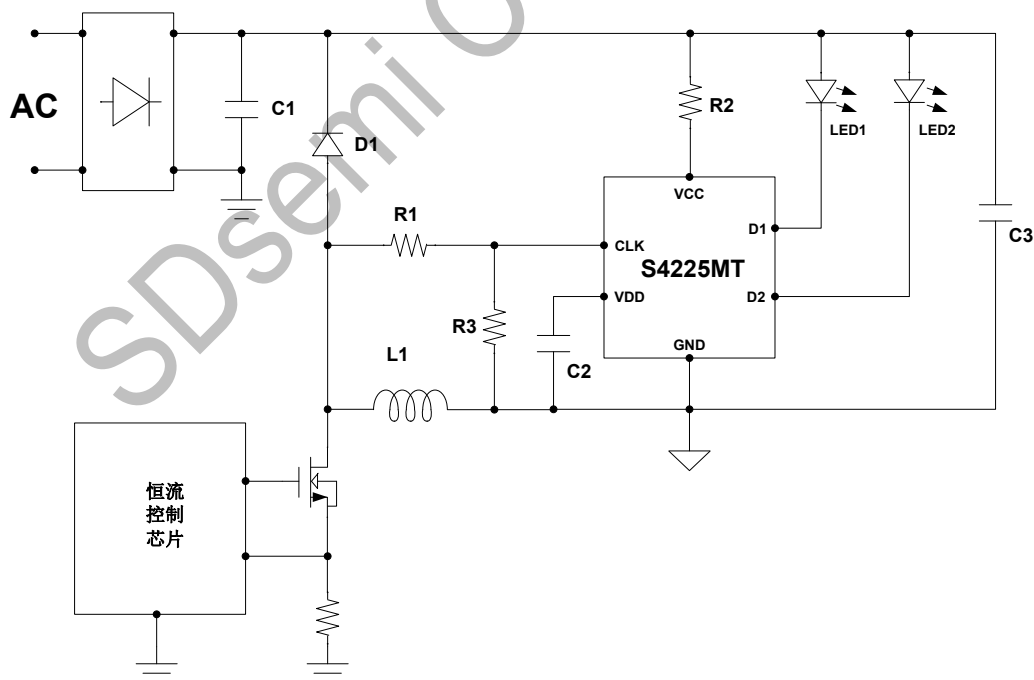 SDsemi C
AC
C1
D1
R2
LED1
LED2
C3
R1
VCC
CLK
D1
S4225MT
VDD
D2
R3
GND
L1
C2
恒流
控制
芯片